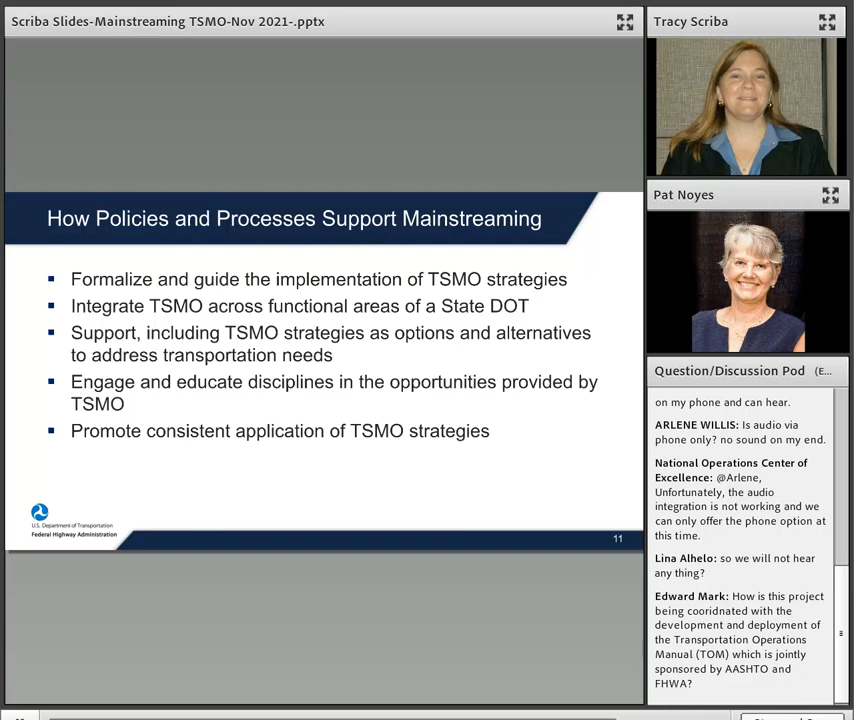 Scriba Slides-Mainstreaming TSMO-Nov 2021-.pptx
How Policies and Processes Support Mainstreaming
Formalize and guide the implementation of TSMO strategies
Integrate TSMO across functional areas of a State DOT
Support, including TSMO strategies as options and alternatives
to address transportation needs
Engage and educate disciplines in the opportunities provided by
TSMO
Promote consistent application of TSMO strategies
U.S. Department of Transportation
Federal Highway Administration
11
Tracy Scriba
Pat Noyes
Question/Discussion Pod (E...
on my phone and can hear.
ARLENE WILLIS: Is audio via
phone only? no sound on my end.
National Operations Center of
Excellence: @Arlene,
Unfortunately, the audio
integration is not working and we
can only offer the phone option at
this time.
Lina Alhelo: so we will not hear
any thing?
Edward Mark: How is this project
being cooridnated with the
development and deployment of
the Transportation Operations
Manual (TOM) which is jointly
sponsored by AASHTO and
FHWA?